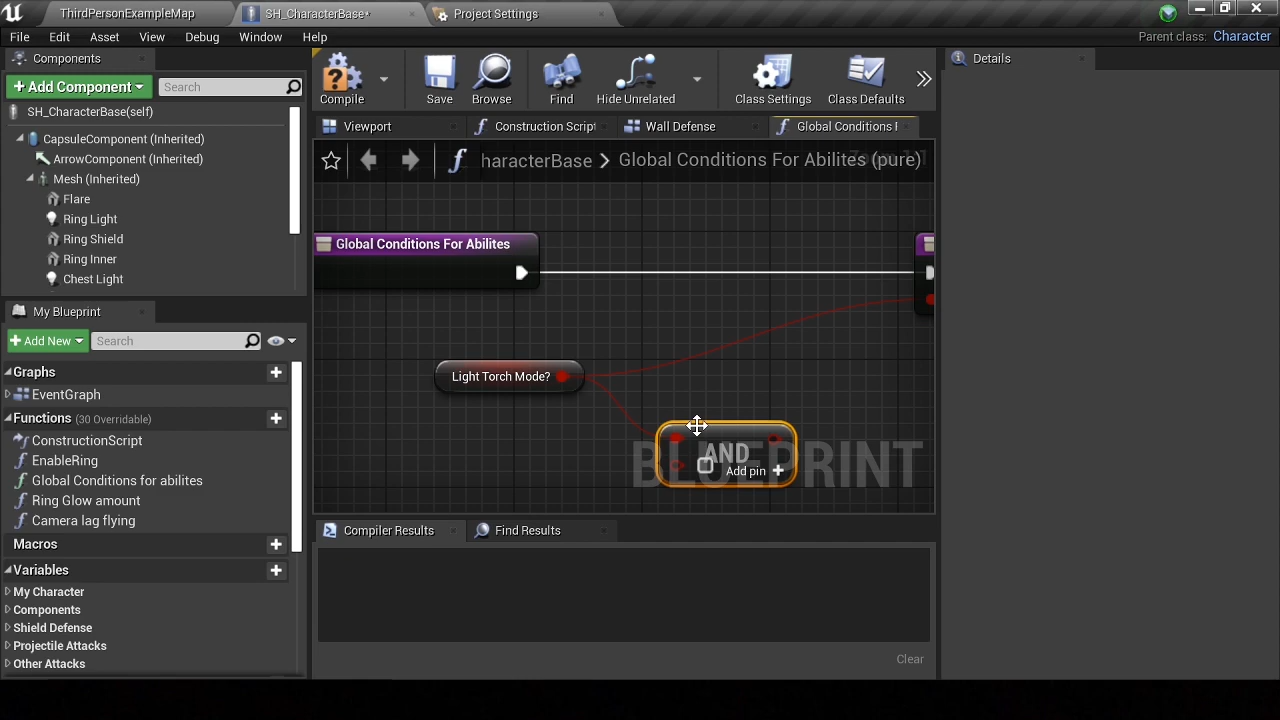 ThirdPersonExampleMap
SH_CharacterBase*
Project Settings
File
Edit
Asset
View
Debug
Window
Help
Parent class:
Character
Components
Add Component
Search
SH_CharacterBase(self)
CapsuleComponent (Inherited)
ArrowComponent (Inherited)
Mesh (Inherited)
Flare
Ring Light
Ring Shield
Ring Inner
Chest Light
My Blueprint
Add New
Search
Graphs
EventGraph
Functions (30 Overridable)
ConstructionScript
EnableRing
Global Conditions for abilites
Ring Glow amount
Camera lag flying
Macros
Variables
My Character
Components
Shield Defense
Projectile Attacks
Other Attacks
Compile
Save
Browse
Find
Hide Unrelated
Class Settings
Class Defaults
Viewport
Construction Script
Wall Defense
Global Conditions
haracterBase > Global Conditions For Abilites (pure)
Global Conditions For Abilites
Light Torch Mode?
AND
Add pin
BLUEPRINT
Compiler Results
Find Results
Clear
Details